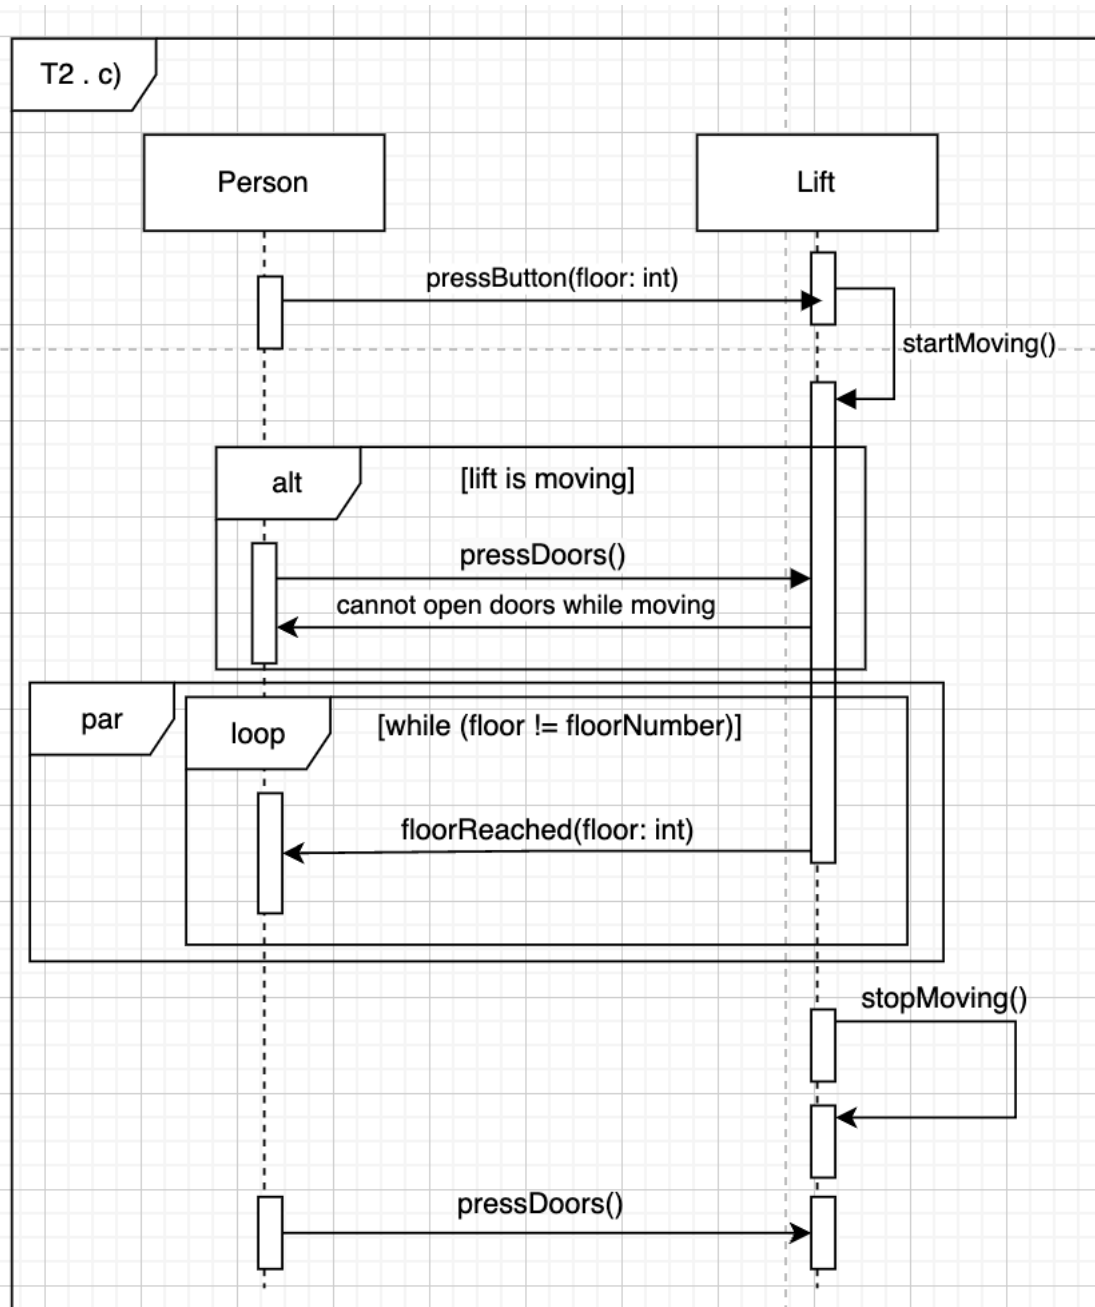 T2 . c)
Person
Lift
pressButton(floor: int)
startMoving()
alt
[lift is moving]
pressDoors()
cannot open doors while moving
par
loop
[while (floor != floorNumber)]
floorReached(floor: int)
stopMoving()
pressDoors()